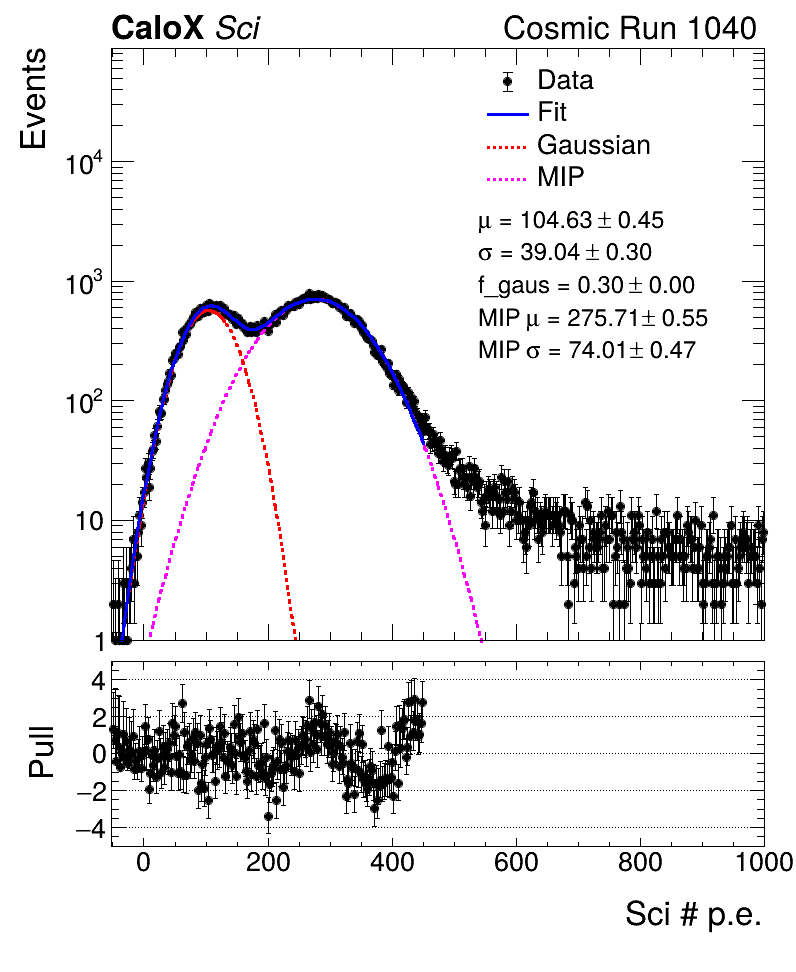 CaloX Sci Cosmic Run 1040
Events
Data
Fit
Gaussian
MIP
μ = 104.63 ± 0.45
σ = 39.04 ± 0.30
f_gaus = 0.30 ± 0.00
MIP μ = 275.71 ± 0.55
MIP σ = 74.01 ± 0.47
10⁴
10³
10²
10
1
Pull
4
2
0
−2
−4
0 200 400 600 800 1000
Sci # p.e.